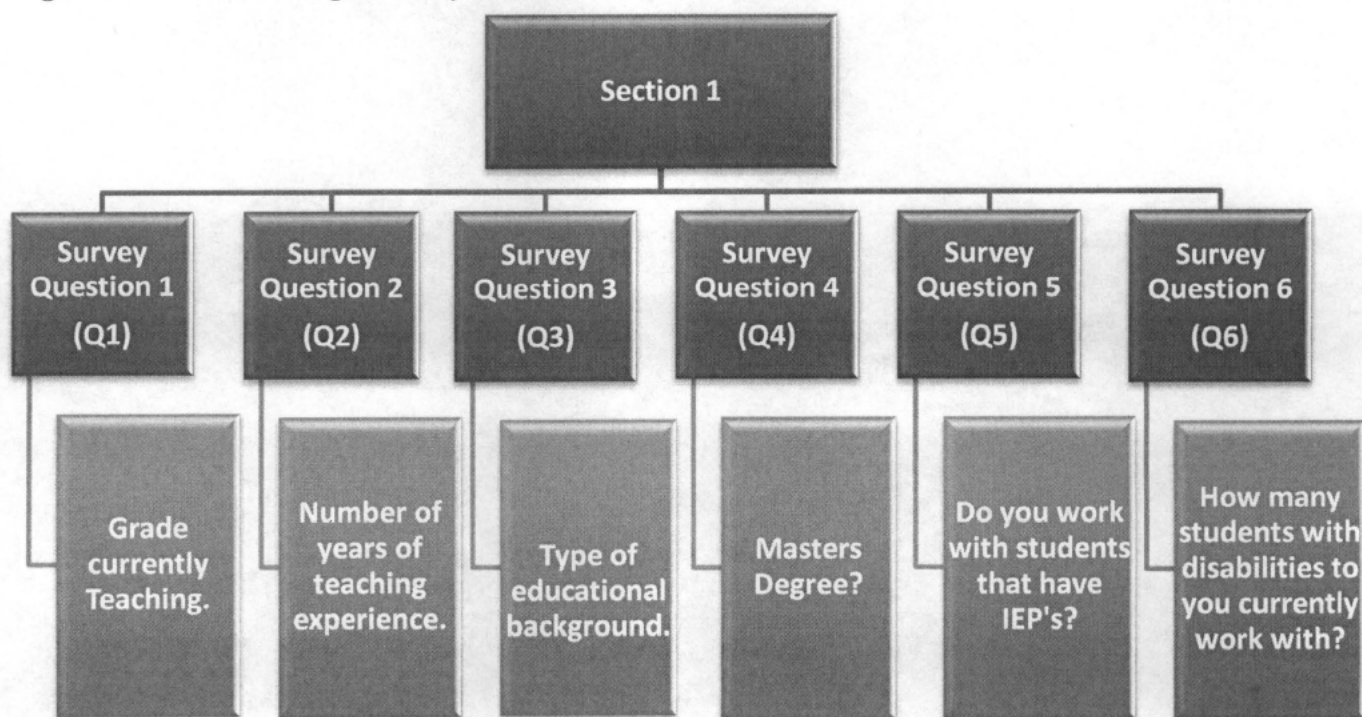 Section 1
Survey
Question 1
(Q1)
Survey
Question 2
(Q2)
Survey
Question 3
(Q3)
Survey
Question 4
(Q4)
Survey
Question 5
(Q5)
Survey
Question 6
(Q6)
Grade
currently
Teaching.
Number of
years of
teaching
experience.
Type of
educational
background.
Masters
Degree?
Do you work
with students
that have
IEP's?
How many
students with
disabilities to
you currently
work with?